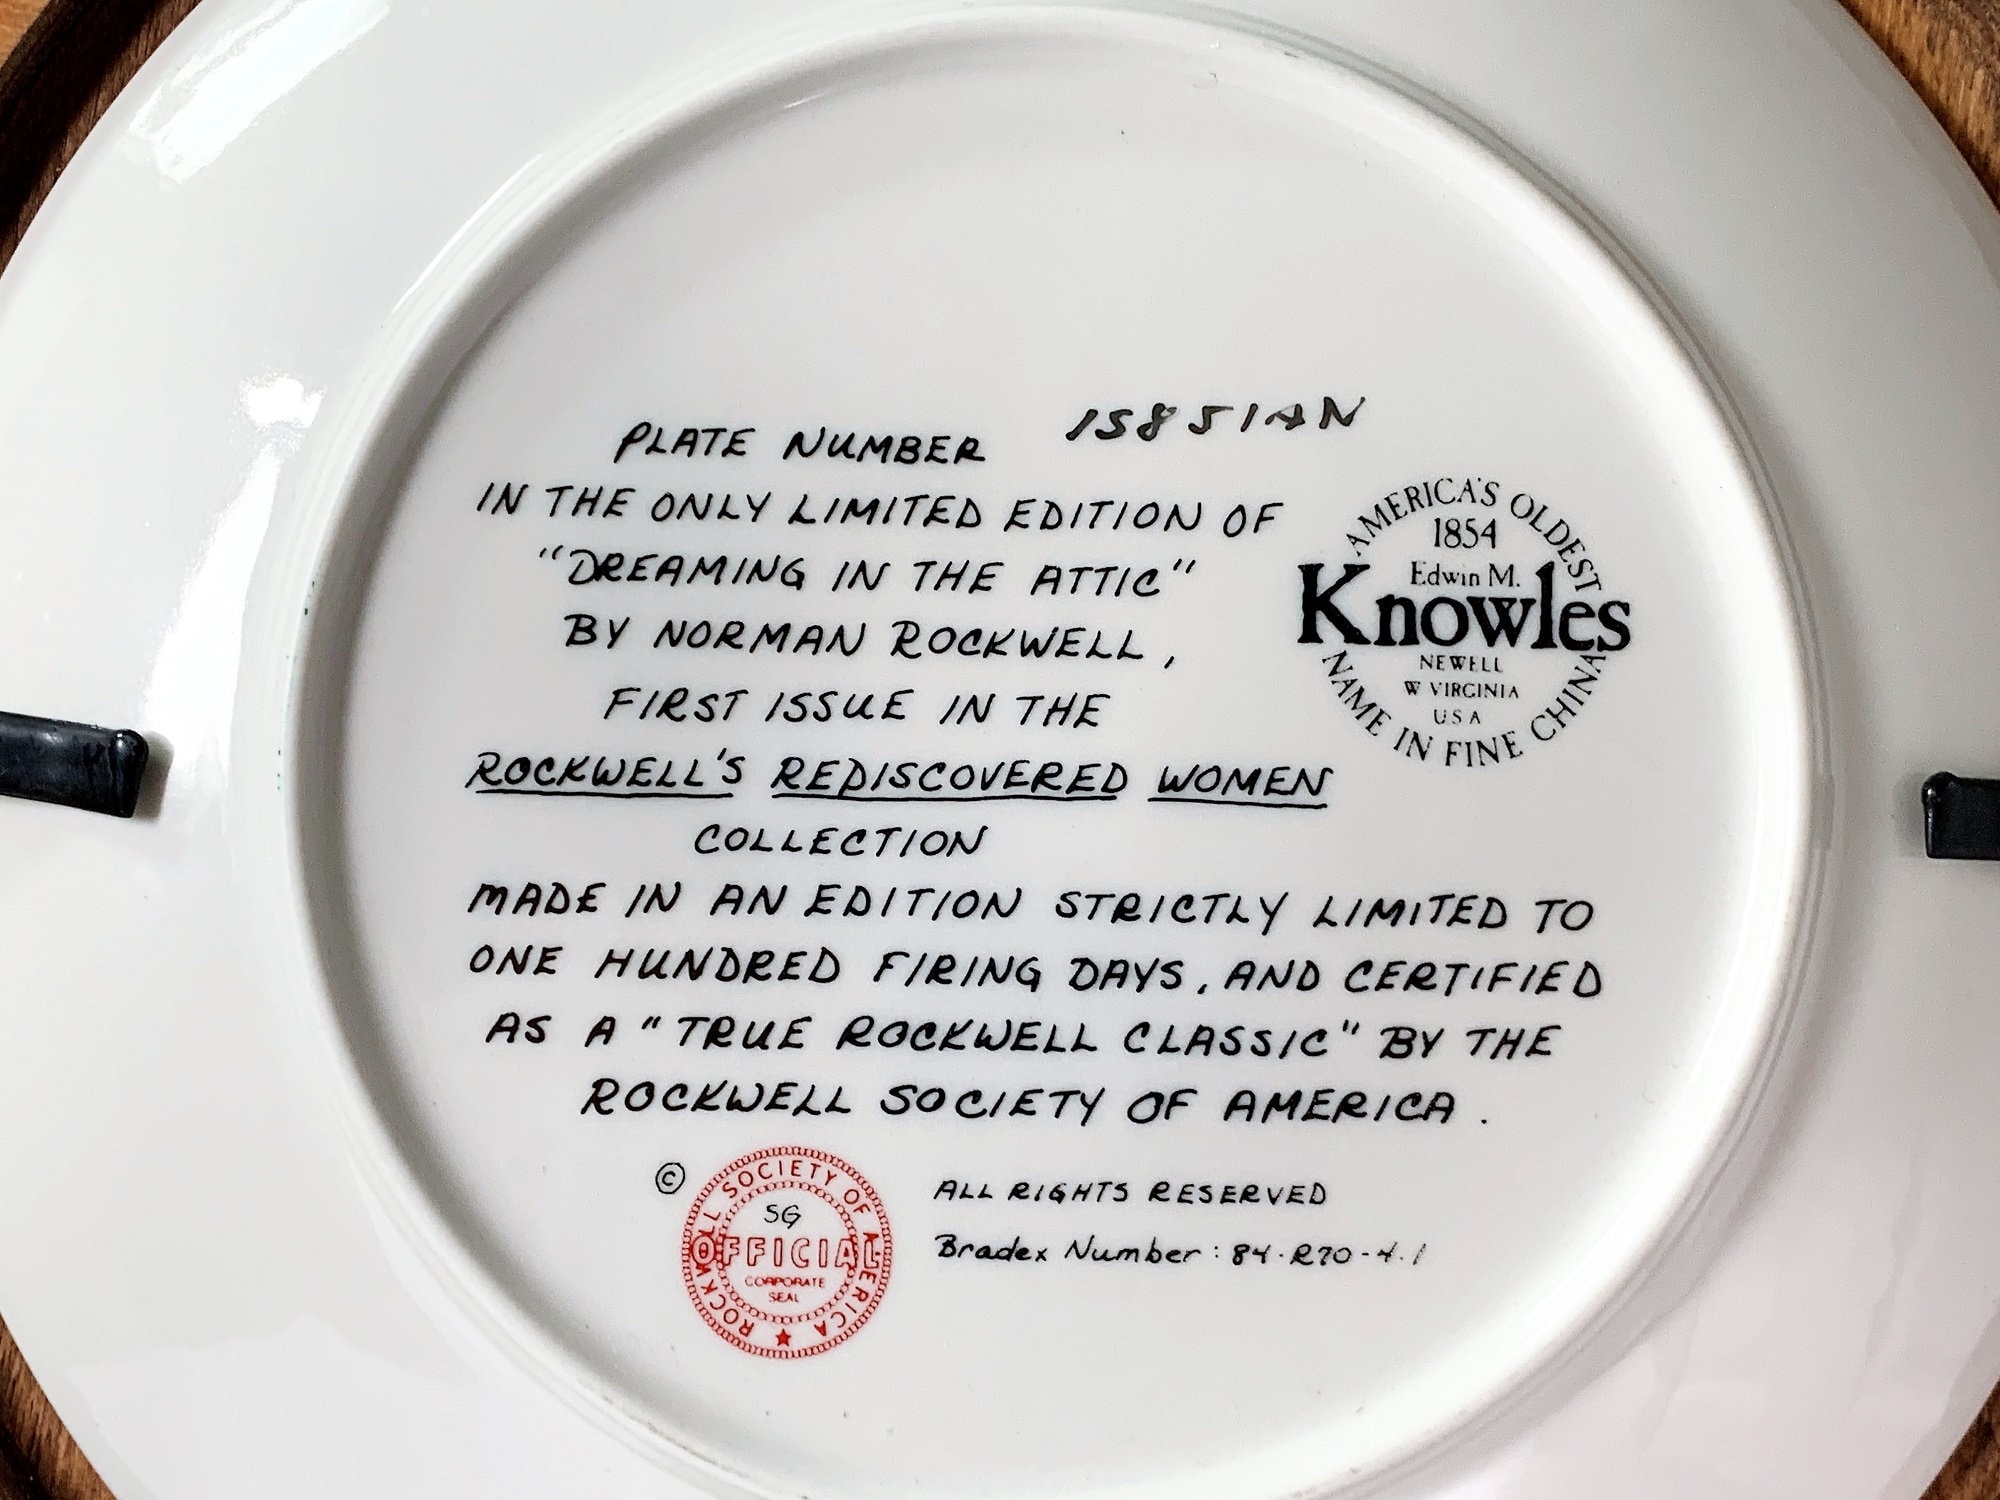 PLATE NUMBER 15851AN
IN THE ONLY LIMITED EDITION OF
"DREAMING IN THE ATTIC"
BY NORMAN ROCKWELL,
FIRST ISSUE IN THE
ROCKWELL'S REDISCOVERED WOMEN
COLLECTION
MADE IN AN EDITION STRICTLY LIMITED TO
ONE HUNDRED FIRING DAYS, AND CERTIFIED
AS A "TRUE ROCKWELL CLASSIC" BY THE
ROCKWELL SOCIETY OF AMERICA.
AMERICA'S OLDEST
1854
Edwin M.
Knowles
NEWELL
W VIRGINIA
USA
NAME IN FINE CHINA
©
ROCKWELL SOCIETY OF AMERICA
SG
OFFICIAL
CORPORATE
SEAL
ALL RIGHTS RESERVED
Bradex Number: 84-R70-4.1